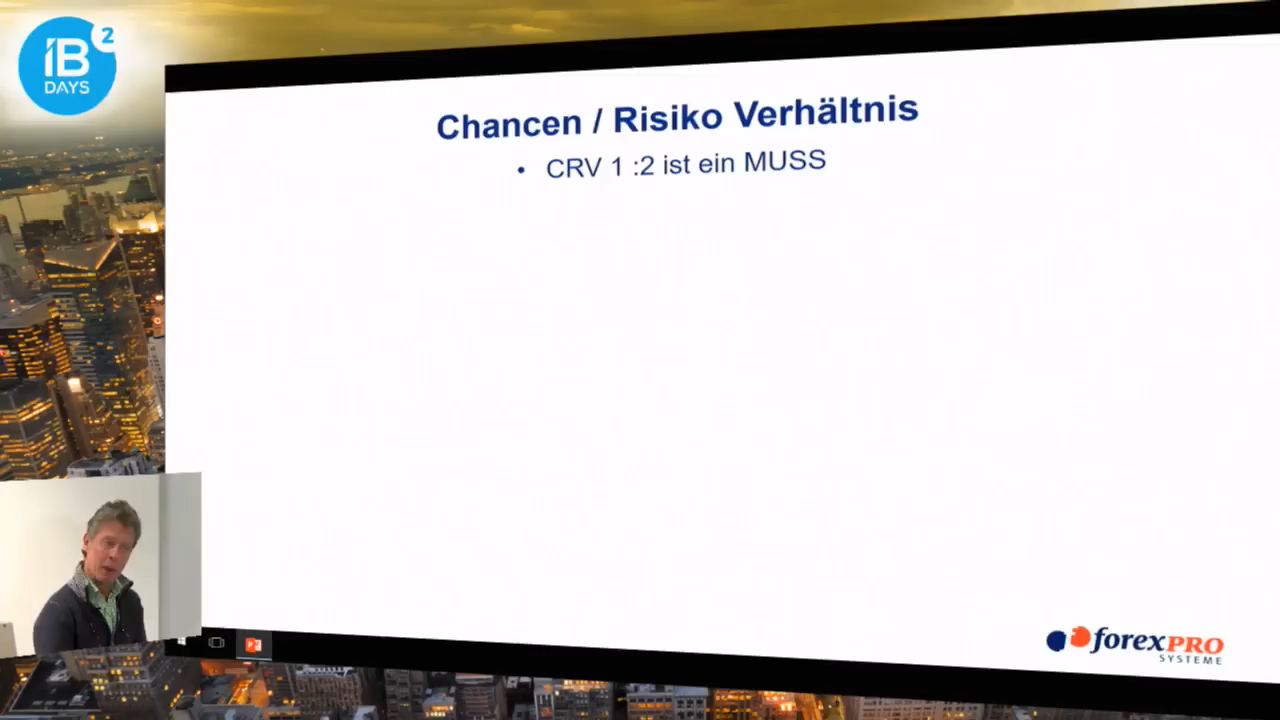 IB 2
DAYS
Chancen / Risiko Verhältnis
• CRV 1 :2 ist ein MUSS
forexPRO
SYSTEME